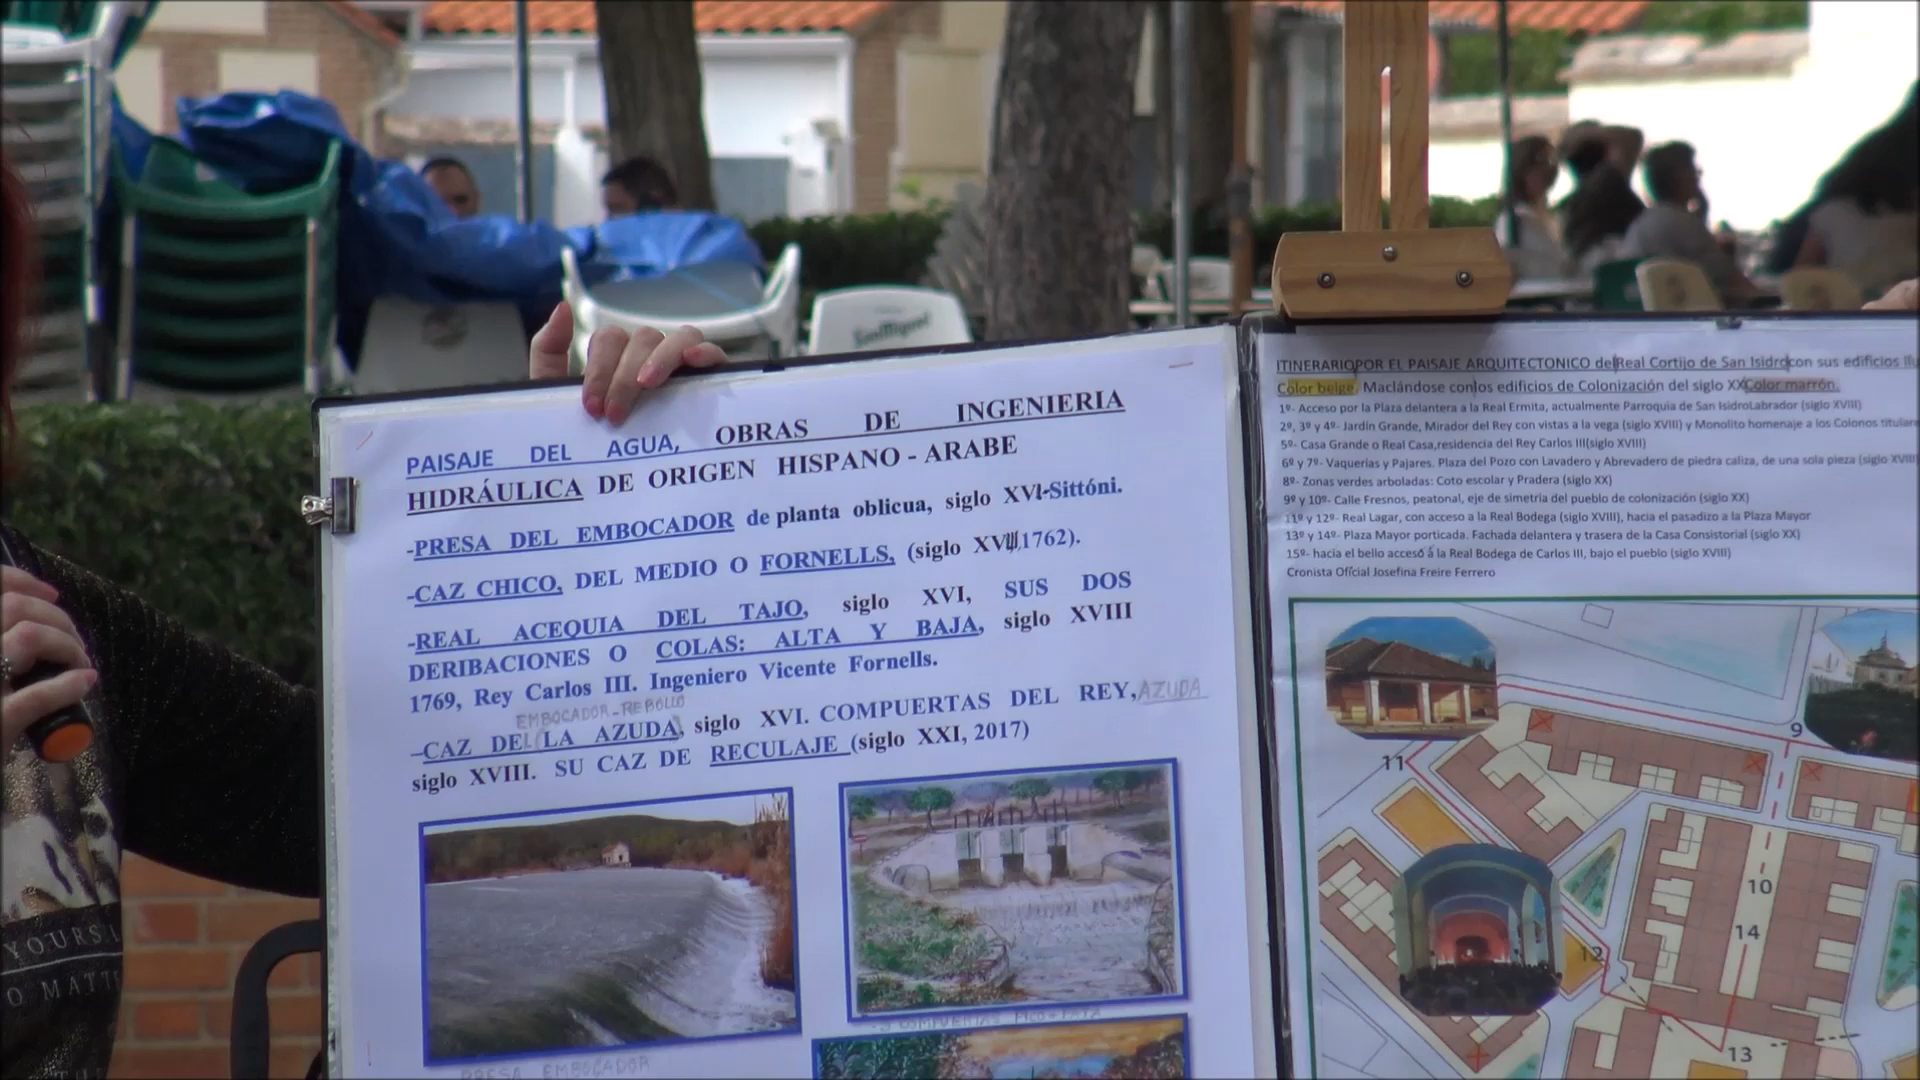 PAISAJE DEL AGUA, OBRAS DE INGENIERIA
HIDRÁULICA DE ORIGEN HISPANO - ARABE
-PRESA DEL EMBOCADOR de planta oblicua, siglo XVI-Sittóni.
-CAZ CHICO, DEL MEDIO O FORNELLS, (siglo XVIII, 1762).
-REAL ACEQUIA DEL TAJO, siglo XVI, SUS DOS
DERIBACIONES O COLAS: ALTA Y BAJA, siglo XVIII
1769, Rey Carlos III. Ingeniero Vicente Fornells.
EMBOCADOR-REBOLLO
-CAZ DE LA AZUDA, siglo XVI. COMPUERTAS DEL REY, AZUDA
siglo XVIII. SU CAZ DE RECULAJE (siglo XXI, 2017)
PRESA EMBOCADOR
ITINERARIOPOR EL PAISAJE ARQUITECTONICO del Real Cortijo de San Isidro con sus edificios
Color beige. Maclándose con los edificios de Colonización del siglo XX Color marrón.
1º- Acceso por la Plaza delantera a la Real Ermita, actualmente Parroquia de San IsidroLabrador (siglo XVIII)
2º, 3º y 4º- Jardín Grande, Mirador del Rey con vistas a la vega (siglo XVIII) y Monolito homenaje a los Colonos
5º- Casa Grande o Real Casa,residencia del Rey Carlos III(siglo XVIII)
6º y 7º- Vaquerías y Pajares. Plaza del Pozo con Lavadero y Abrevadero de piedra caliza, de una sola pieza (siglo XVIII
8º- Zonas verdes arboladas: Coto escolar y Pradera (siglo XX)
9º y 10º- Calle Fresnos, peatonal, eje de simetría del pueblo de colonización (siglo XX)
11º y 12º- Real Lagar, con acceso a la Real Bodega (siglo XVIII), hacia el pasadizo a la Plaza Mayor
13º y 14º- Plaza Mayor porticada. Fachada delantera y trasera de la Casa Consistorial (siglo XX)
15º- hacia el bello acceso á la Real Bodega de Carlos III, bajo el pueblo (siglo XVIII)
Cronista Oficial Josefina Freire Ferrero
9
11
10
14
12
13
SanMiguel
YOURS
O MATT